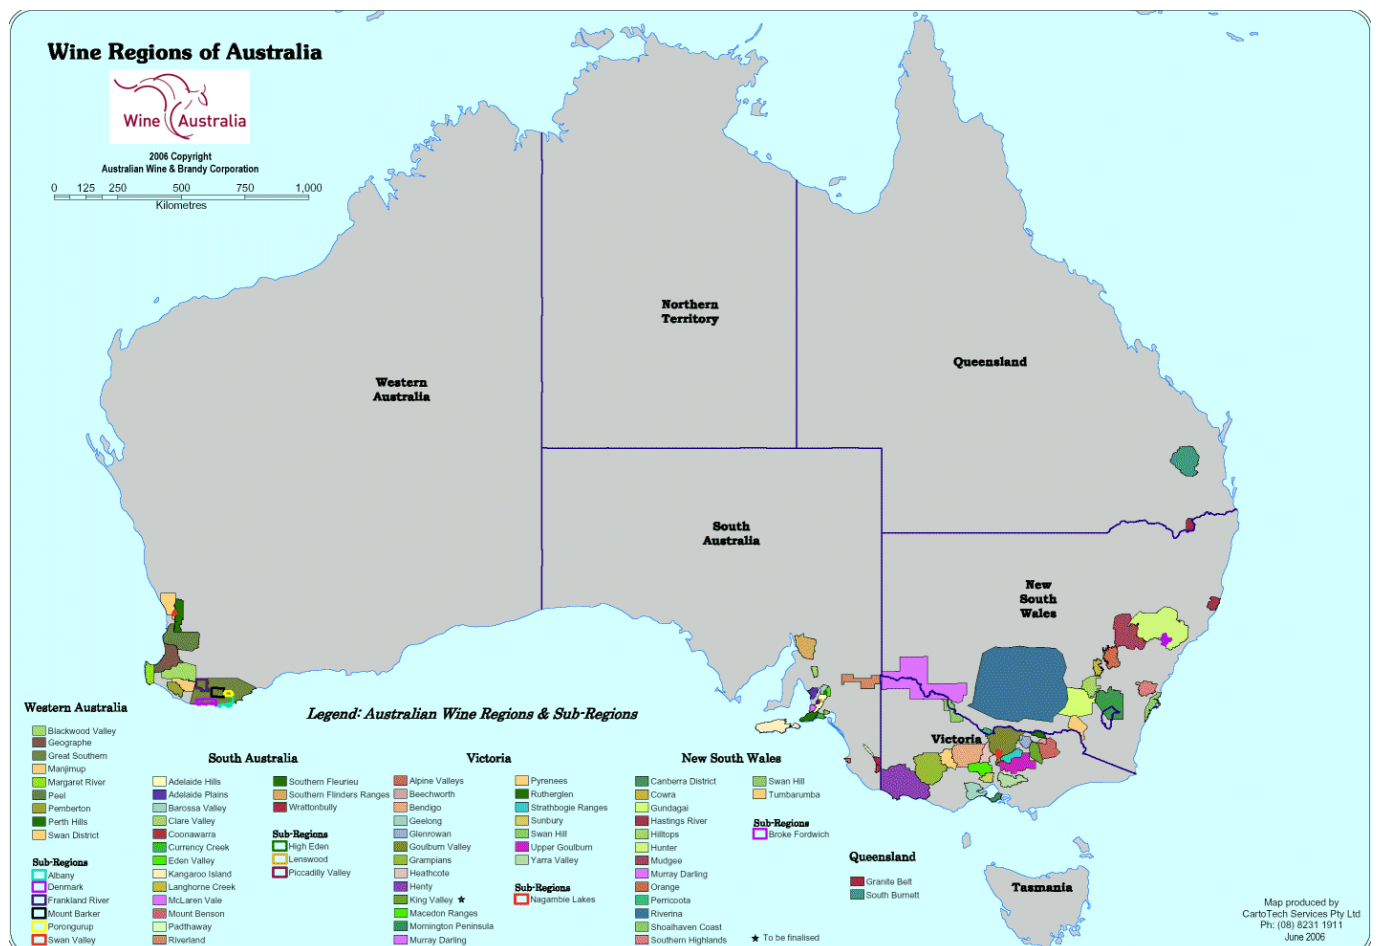 Wine Regions of Australia
Wine Australia
2006 Copyright
Australian Wine & Brandy Corporation
0 125 250 500 750 1,000
Kilometres
Northern
Territory
Queensland
Western
Australia
South
Australia
New
South
Wales
Victoria
Tasmania
Legend: Australian Wine Regions & Sub-Regions
Western Australia
Blackwood Valley
Geographe
Great Southern
Manjimup
Margaret River
Peel
Pemberton
Perth Hills
Swan District
Sub-Regions
Albany
Denmark
Frankland River
Mount Barker
Porongurup
Swan Valley
South Australia
Adelaide Hills
Adelaide Plains
Barossa Valley
Clare Valley
Coonawarra
Currency Creek
Eden Valley
Kangaroo Island
Langhorne Creek
McLaren Vale
Mount Benson
Padthaway
Riverland
Southern Fleurieu
Southern Flinders Ranges
Wrattonbully
Sub-Regions
High Eden
Lenswood
Piccadilly Valley
Victoria
Alpine Valleys
Beechworth
Bendigo
Geelong
Glenrowan
Goulburn Valley
Grampians
Heathcote
Henty
King Valley ★
Macedon Ranges
Mornington Peninsula
Murray Darling
Pyrenees
Rutherglen
Strathbogie Ranges
Sunbury
Swan Hill
Upper Goulburn
Yarra Valley
Sub-Regions
Nagambie Lakes
New South Wales
Canberra District
Cowra
Gundagai
Hastings River
Hilltops
Hunter
Mudgee
Murray Darling
Orange
Perricoota
Riverina
Shoalhaven Coast
Southern Highlands
Swan Hill
Tumbarumba
Sub-Regions
Broke Fordwich
★ To be finalised
Queensland
Granite Belt
South Burnett
Map produced by
CartoTech Services Pty Ltd
Ph: (08) 8231 1911
June 2006